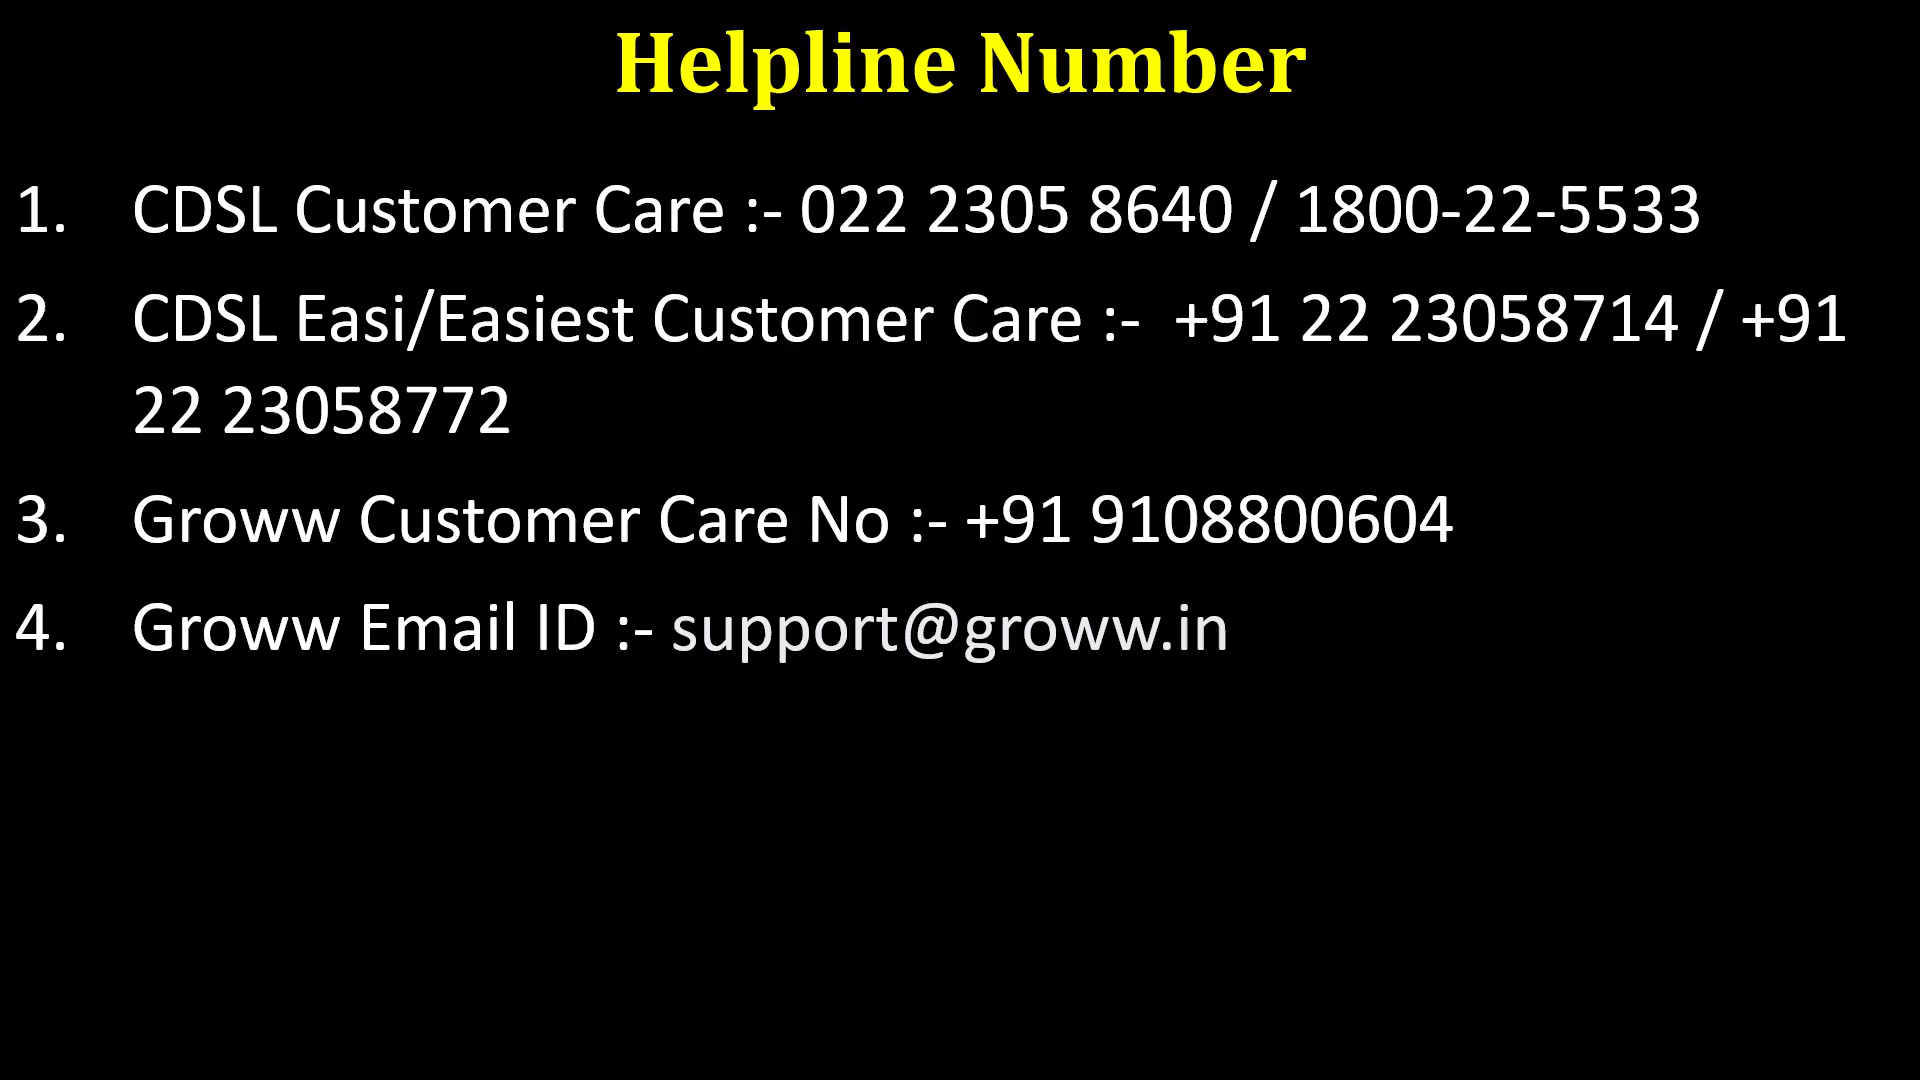 Helpline Number
1. CDSL Customer Care :- 022 2305 8640 / 1800-22-5533
2. CDSL Easi/Easiest Customer Care :- +91 22 23058714 / +91
22 23058772
3. Groww Customer Care No :- +91 9108800604
4. Groww Email ID :- support@groww.in